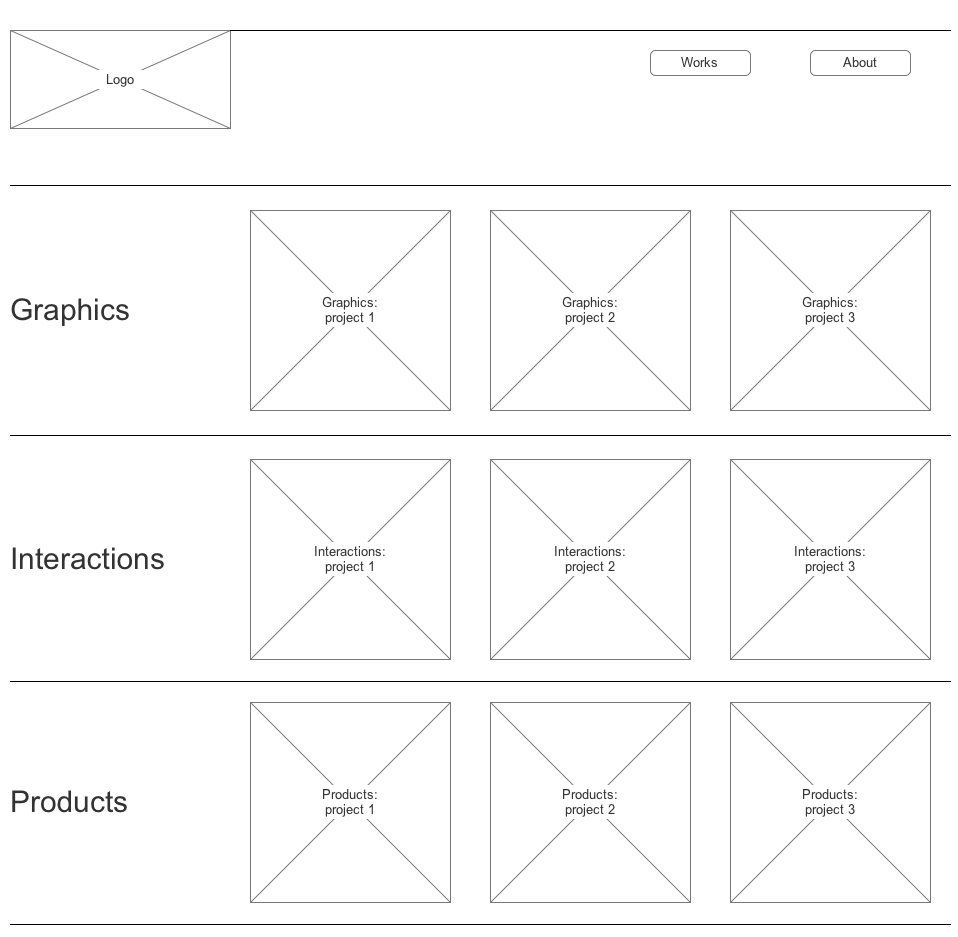 Logo
Works
About
Graphics
Graphics:
project 1
Graphics:
project 2
Graphics:
project 3
Interactions
Interactions:
project 1
Interactions:
project 2
Interactions:
project 3
Products
Products:
project 1
Products:
project 2
Products:
project 3